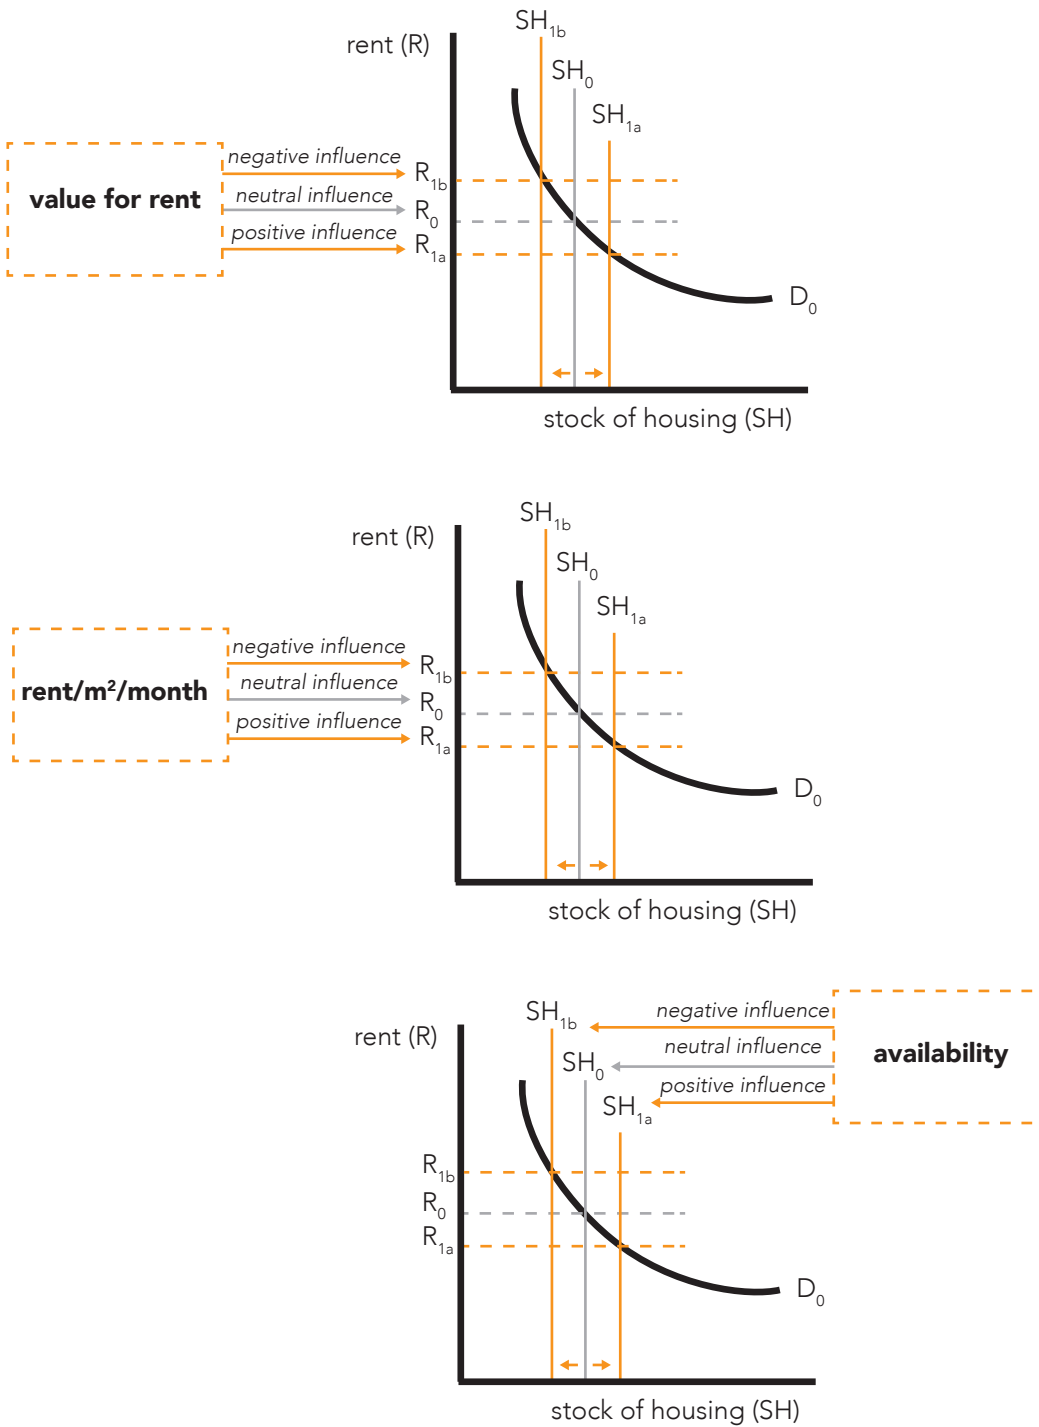 SH1b
rent (R)
SH0
SH1a
negative influence
R1b
value for rent
neutral influence
R0
positive influence
R1a
D0
stock of housing (SH)
SH1b
rent (R)
SH0
SH1a
negative influence
R1b
rent/m²/month
neutral influence
R0
positive influence
R1a
D0
stock of housing (SH)
SH1b
negative influence
rent (R)
neutral influence
availability
SH0
positive influence
SH1a
R1b
R0
R1a
D0
stock of housing (SH)